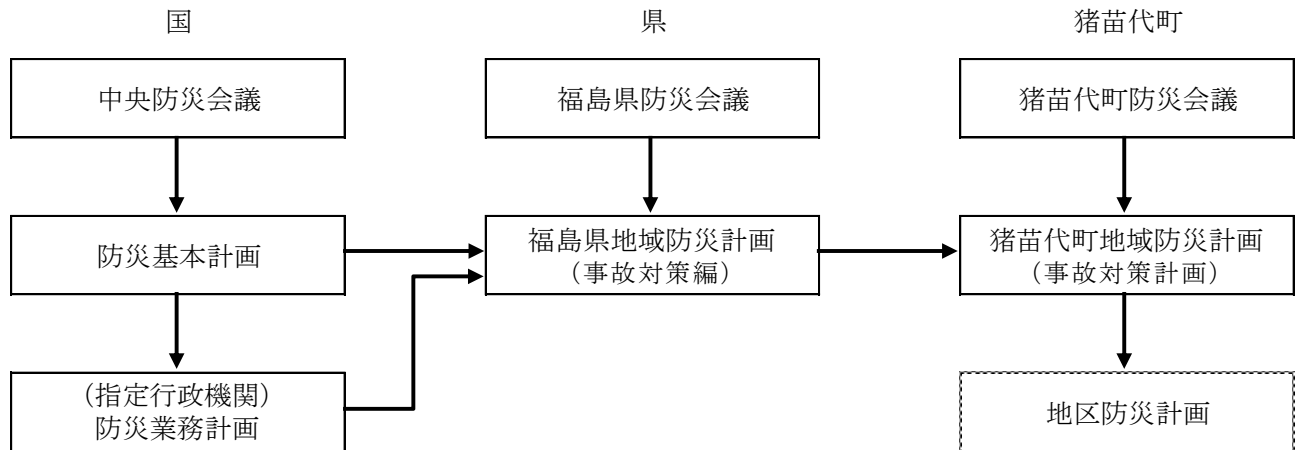 国
県
猪苗代町
中央防災会議
福島県防災会議
猪苗代町防災会議
防災基本計画
福島県地域防災計画
（事故対策編）
猪苗代町地域防災計画
（事故対策計画）
（指定行政機関）
防災業務計画
地区防災計画